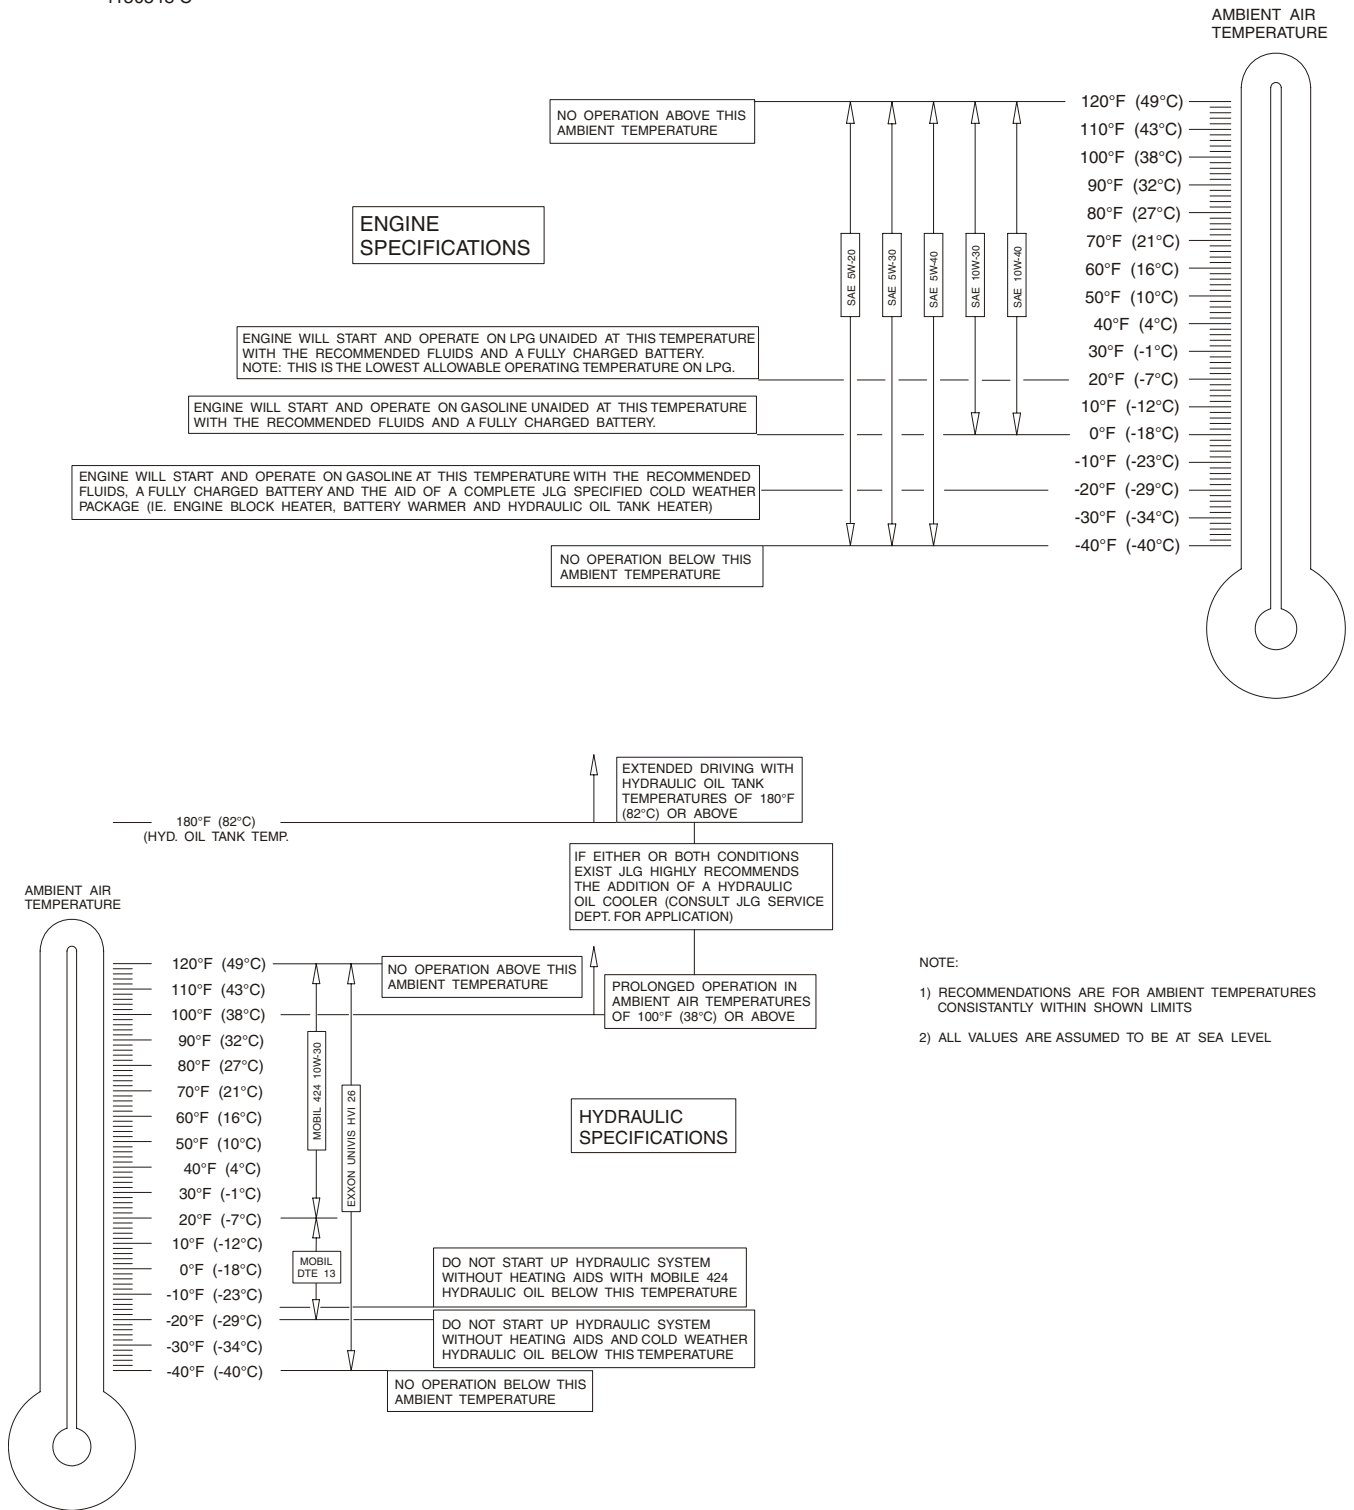 AMBIENT AIR
TEMPERATURE
120°F (49°C)
110°F (43°C)
100°F (38°C)
90°F (32°C)
80°F (27°C)
70°F (21°C)
60°F (16°C)
50°F (10°C)
40°F (4°C)
30°F (-1°C)
20°F (-7°C)
10°F (-12°C)
0°F (-18°C)
-10°F (-23°C)
-20°F (-29°C)
-30°F (-34°C)
-40°F (-40°C)
NO OPERATION ABOVE THIS
AMBIENT TEMPERATURE
ENGINE
SPECIFICATIONS
SAE 5W-20
SAE 5W-30
SAE 5W-40
SAE 10W-30
SAE 10W-40
ENGINE WILL START AND OPERATE ON LPG UNAIDED AT THIS TEMPERATURE
WITH THE RECOMMENDED FLUIDS AND A FULLY CHARGED BATTERY.
NOTE: THIS IS THE LOWEST ALLOWABLE OPERATING TEMPERATURE ON LPG.
ENGINE WILL START AND OPERATE ON GASOLINE UNAIDED AT THIS TEMPERATURE
WITH THE RECOMMENDED FLUIDS AND A FULLY CHARGED BATTERY.
ENGINE WILL START AND OPERATE ON GASOLINE AT THIS TEMPERATURE WITH THE RECOMMENDED
FLUIDS, A FULLY CHARGED BATTERY AND THE AID OF A COMPLETE JLG SPECIFIED COLD WEATHER
PACKAGE (IE. ENGINE BLOCK HEATER, BATTERY WARMER AND HYDRAULIC OIL TANK HEATER)
NO OPERATION BELOW THIS
AMBIENT TEMPERATURE
EXTENDED DRIVING WITH
HYDRAULIC OIL TANK
TEMPERATURES OF 180°F
(82°C) OR ABOVE
180°F (82°C)
(HYD. OIL TANK TEMP.
IF EITHER OR BOTH CONDITIONS
EXIST JLG HIGHLY RECOMMENDS
THE ADDITION OF A HYDRAULIC
OIL COOLER (CONSULT JLG SERVICE
DEPT. FOR APPLICATION)
AMBIENT AIR
TEMPERATURE
120°F (49°C)
110°F (43°C)
100°F (38°C)
90°F (32°C)
80°F (27°C)
70°F (21°C)
60°F (16°C)
50°F (10°C)
40°F (4°C)
30°F (-1°C)
20°F (-7°C)
10°F (-12°C)
0°F (-18°C)
-10°F (-23°C)
-20°F (-29°C)
-30°F (-34°C)
-40°F (-40°C)
NO OPERATION ABOVE THIS
AMBIENT TEMPERATURE
PROLONGED OPERATION IN
AMBIENT AIR TEMPERATURES
OF 100°F (38°C) OR ABOVE
MOBIL 424 10W-30
EXXON UNIVIS HVI 26
MOBIL
DTE 13
HYDRAULIC
SPECIFICATIONS
DO NOT START UP HYDRAULIC SYSTEM
WITHOUT HEATING AIDS WITH MOBILE 424
HYDRAULIC OIL BELOW THIS TEMPERATURE
DO NOT START UP HYDRAULIC SYSTEM
WITHOUT HEATING AIDS AND COLD WEATHER
HYDRAULIC OIL BELOW THIS TEMPERATURE
NO OPERATION BELOW THIS
AMBIENT TEMPERATURE
NOTE:
1) RECOMMENDATIONS ARE FOR AMBIENT TEMPERATURES
CONSISTANTLY WITHIN SHOWN LIMITS
2) ALL VALUES ARE ASSUMED TO BE AT SEA LEVEL